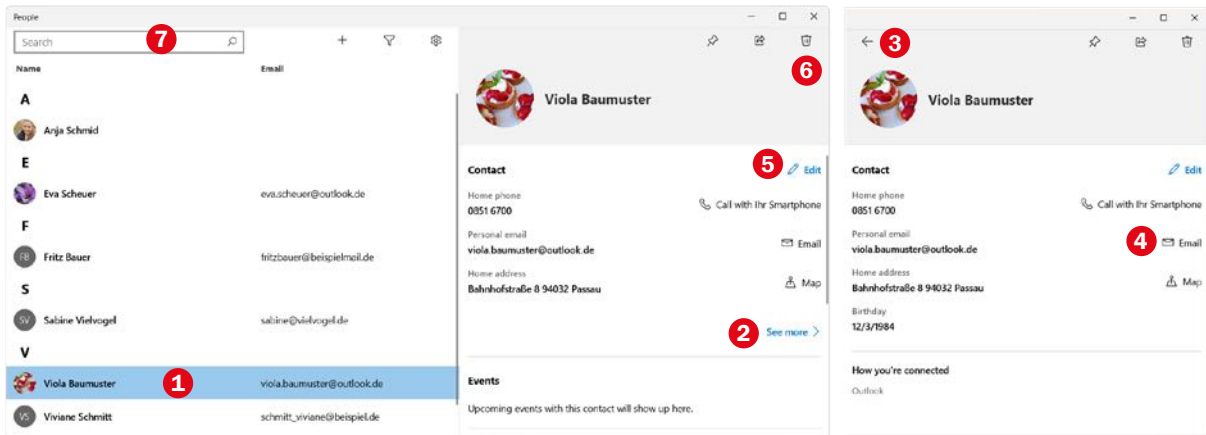 People
Search
7
Name Email
A
Anja Schmid
E
Eva Scheuer eva.scheuer@outlook.de
F
FB Fritz Bauer fritzbauer@beispielmail.de
S
SV Sabine Vielvogel sabine@vielvogel.de
V
Viola Baumuster 1 viola.baumuster@outlook.de
VS Viviane Schmitt schmitt_viviane@beispiel.de
6
Viola Baumuster
Contact 5 Edit
Home phone
0851 6700 Call with Ihr Smartphone
Personal email
viola.baumuster@outlook.de Email
Home address
Bahnhofstraße 8 94032 Passau Map
2 See more
Events
Upcoming events with this contact will show up here.
3
Viola Baumuster
Contact Edit
Home phone
0851 6700 Call with Ihr Smartphone
Personal email
viola.baumuster@outlook.de 4 Email
Home address
Bahnhofstraße 8 94032 Passau Map
Birthday
12/3/1984
How you're connected
Outlook